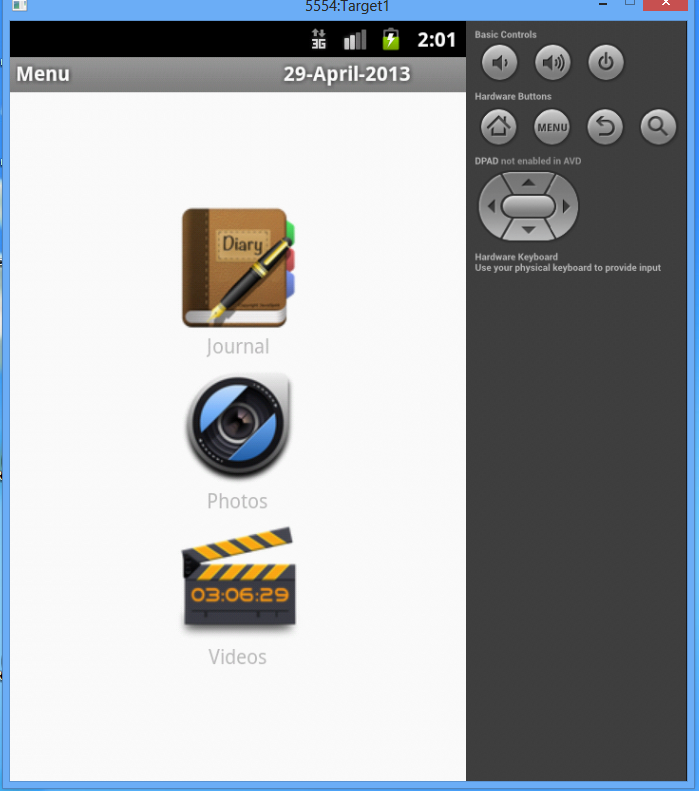 5554:Target1
3G 2:01
Menu 29-April-2013
Diary
Journal
Photos
03:06:29
Videos
Basic Controls
Hardware Buttons
MENU
DPAD not enabled in AVD
Hardware Keyboard
Use your physical keyboard to provide input